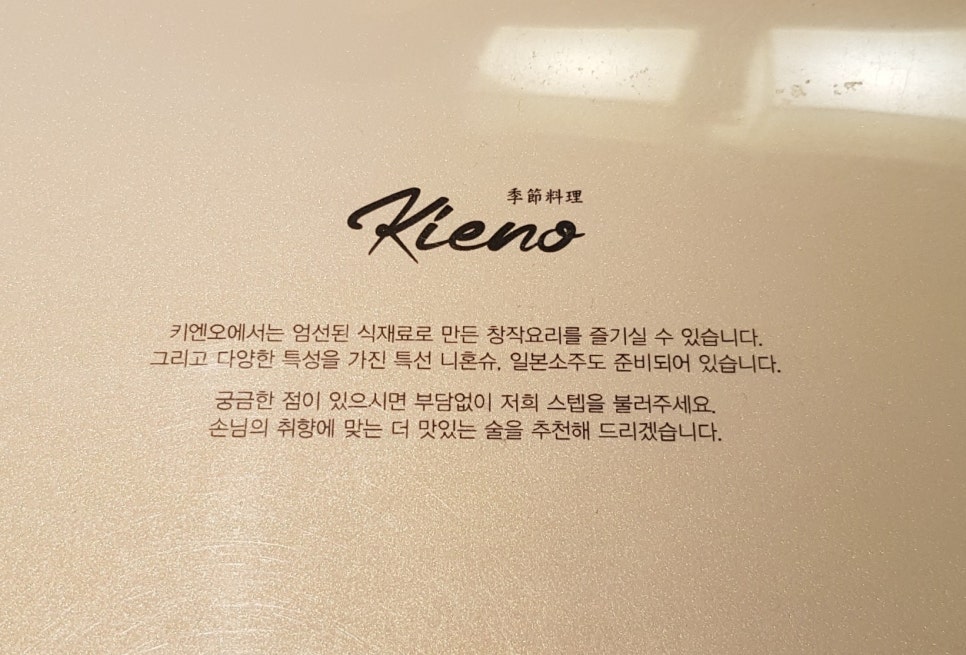 季節料理
Kieno
키엔오에서는 엄선된 식재료로 만든 창작요리를 즐기실 수 있습니다.
그리고 다양한 특성을 가진 특선 니혼슈, 일본소주도 준비되어 있습니다.
궁금한 점이 있으시면 부담없이 저희 스텝을 불러주세요.
손님의 취향에 맞는 더 맛있는 술을 추천해 드리겠습니다.